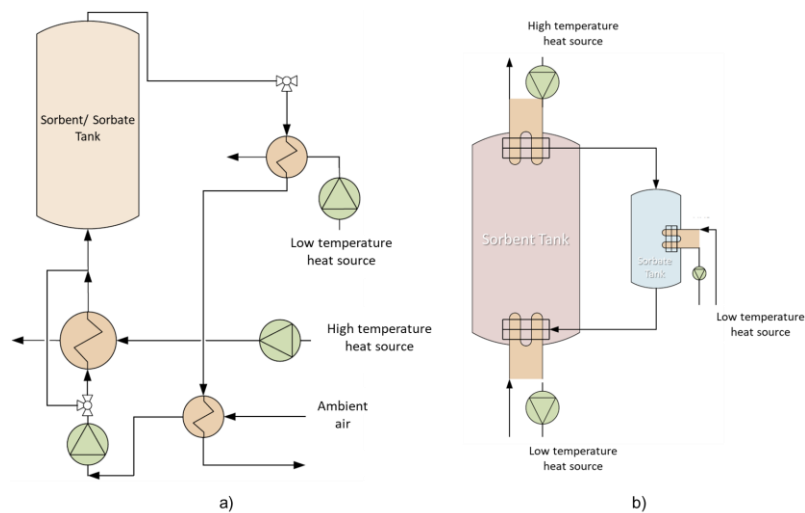 Sorbent/ Sorbate
Tank
Low temperature
heat source
High temperature
heat source
Ambient
air
a)
High temperature
heat source
Sorbent Tank
Sorbate
Tank
Low temperature
heat source
Low temperature
heat source
b)